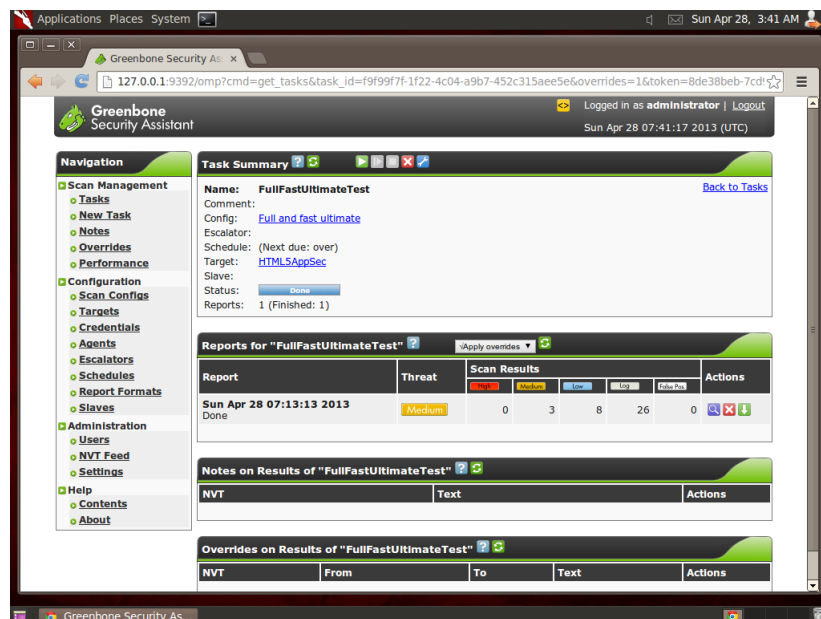 Applications Places System
Sun Apr 28, 3:41 AM
Greenbone Security As
127.0.0.1:9392/omp?cmd=get_tasks&task_id=f9f99f7f-1f22-4c04-a9b7-452c315aee5e&overrides=1&token=8de38beb-7cd
Greenbone
Security Assistant
Logged in as administrator | Logout
Sun Apr 28 07:41:17 2013 (UTC)
Navigation
Scan Management
Tasks
New Task
Notes
Overrides
Performance
Configuration
Scan Configs
Targets
Credentials
Agents
Escalators
Schedules
Report Formats
Slaves
Administration
Users
NVT Feed
Settings
Help
Contents
About
Task Summary
Name: FullFastUltimateTest
Back to Tasks
Comment:
Config: Full and fast ultimate
Escalator:
Schedule: (Next due: over)
Target: HTML5AppSec
Slave:
Status: Done
Reports: 1 (Finished: 1)
Reports for "FullFastUltimateTest"
√Apply overrides
Report Threat Scan Results Actions
High Medium Low Log False Pos.
Sun Apr 28 07:13:13 2013
Done
Medium 0 3 8 26 0
Notes on Results of "FullFastUltimateTest"
NVT Text Actions
Overrides on Results of "FullFastUltimateTest"
NVT From To Text Actions
Greenbone Security As...